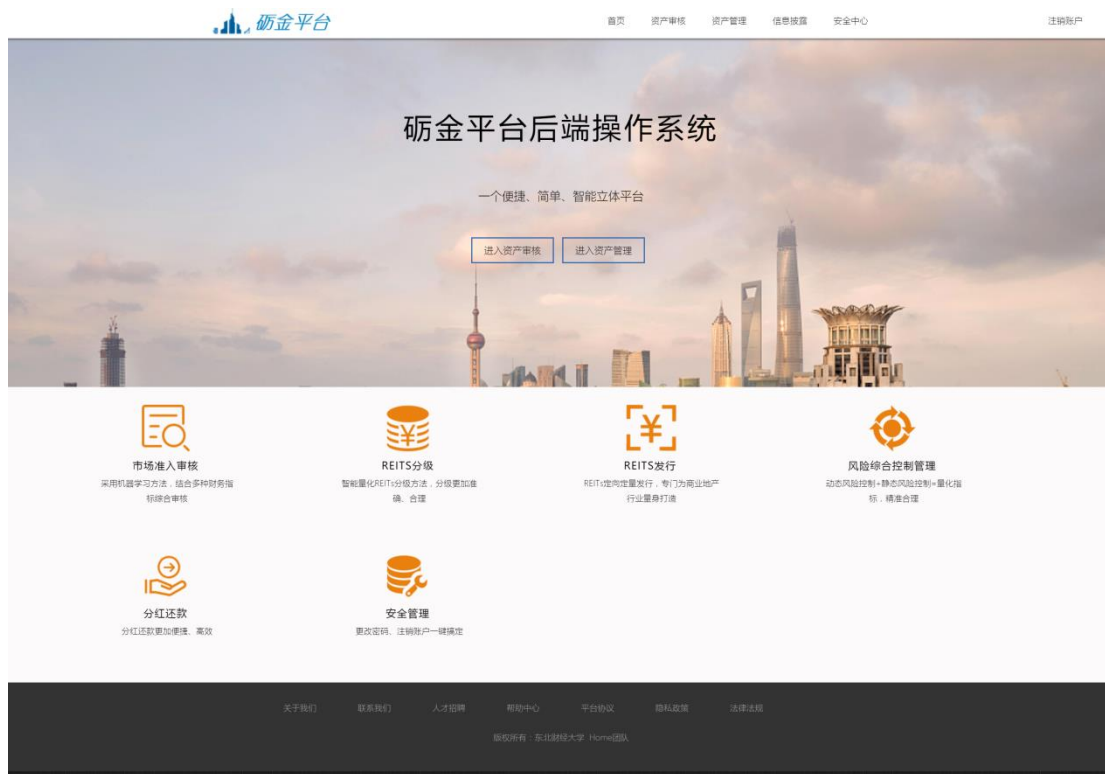 砺金平台
首页 资产审核 资产管理 信息披露 安全中心 注销账户
砺金平台后端操作系统
一个便捷、简单、智能立体平台
进入资产审核 进入资产管理
市场准入审核
采用机器学习方法，结合多种财务指
标综合审核
REITS分级
智能量化REITs分级方法，分级更加准
确、合理
REITS发行
REITs定向定量发行，专门为商业地产
行业量身打造
风险综合控制管理
动态风险控制+静态风险控制=量化指
标，精准合理
分红还款
分红还款更加便捷、高效
安全管理
更改密码、注销账户一键搞定
关于我们 联系我们 人才招聘 帮助中心 平台协议 隐私政策 法律法规
版权所有：东北财经大学 Home团队